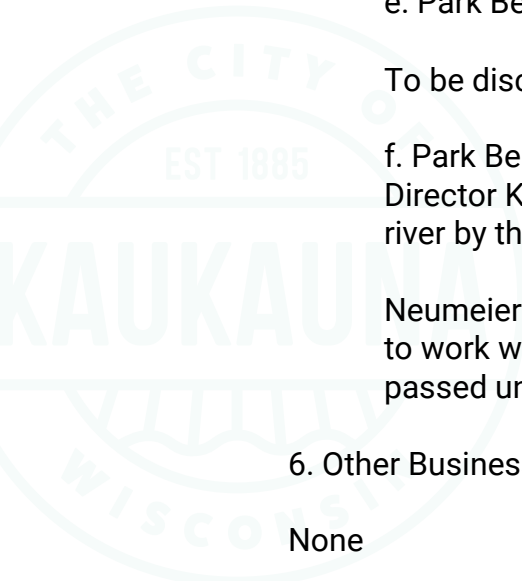 e. Park Be
To be disc
f. Park Be
Director K
river by th
Neumeier
to work w
passed un
6. Other Busines
None
THE CITY OF
EST 1885
KAUKAUNA
WISCONSIN